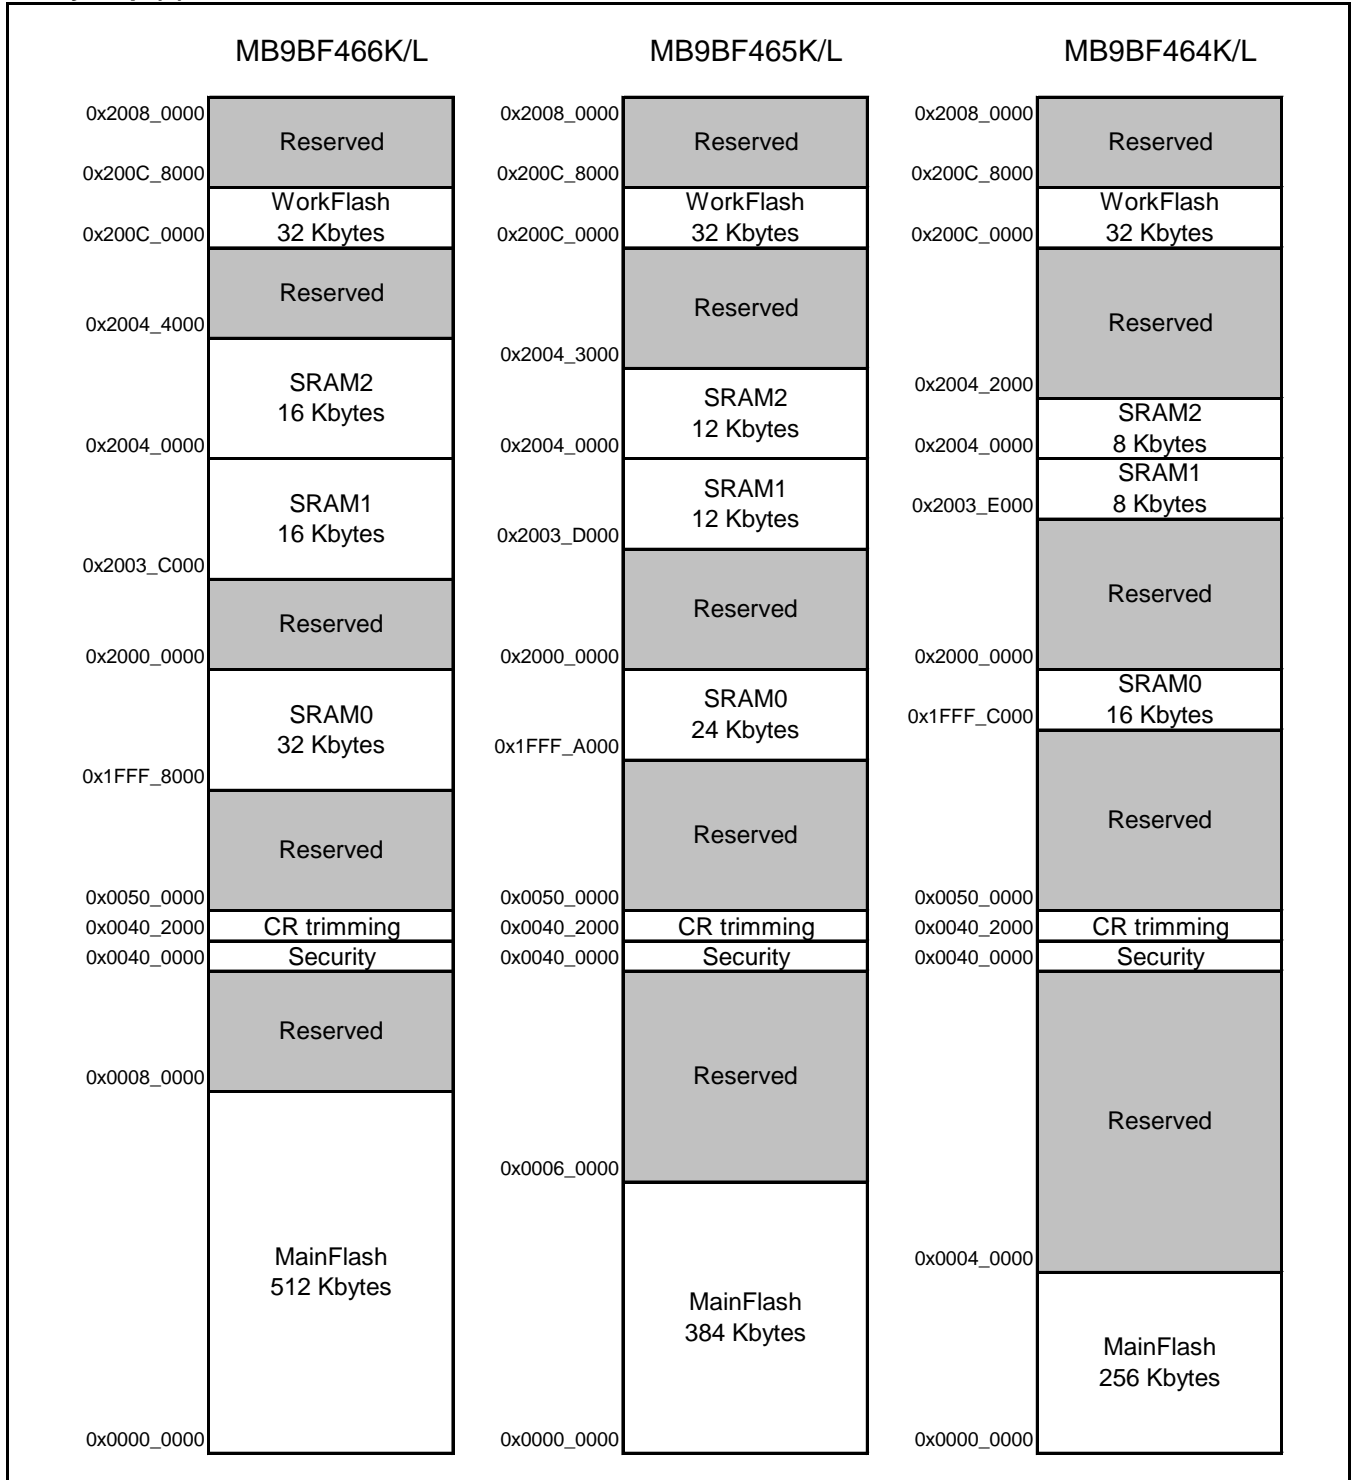 MB9BF466K/L
0x2008_0000
Reserved
0x200C_8000
WorkFlash
32 Kbytes
0x200C_0000
Reserved
0x2004_4000
SRAM2
16 Kbytes
0x2004_0000
SRAM1
16 Kbytes
0x2003_C000
Reserved
0x2000_0000
SRAM0
32 Kbytes
0x1FFF_8000
Reserved
0x0050_0000
0x0040_2000 CR trimming
0x0040_0000 Security
Reserved
0x0008_0000
MainFlash
512 Kbytes
0x0000_0000
MB9BF465K/L
0x2008_0000
Reserved
0x200C_8000
WorkFlash
32 Kbytes
0x200C_0000
Reserved
0x2004_3000
SRAM2
12 Kbytes
0x2004_0000
SRAM1
12 Kbytes
0x2003_D000
Reserved
0x2000_0000
SRAM0
24 Kbytes
0x1FFF_A000
Reserved
0x0050_0000
0x0040_2000 CR trimming
0x0040_0000 Security
Reserved
0x0006_0000
MainFlash
384 Kbytes
0x0000_0000
MB9BF464K/L
0x2008_0000
Reserved
0x200C_8000
WorkFlash
32 Kbytes
0x200C_0000
Reserved
0x2004_2000
SRAM2
8 Kbytes
0x2004_0000
SRAM1
8 Kbytes
0x2003_E000
Reserved
0x2000_0000
SRAM0
16 Kbytes
0x1FFF_C000
Reserved
0x0050_0000
0x0040_2000 CR trimming
0x0040_0000 Security
Reserved
0x0004_0000
MainFlash
256 Kbytes
0x0000_0000